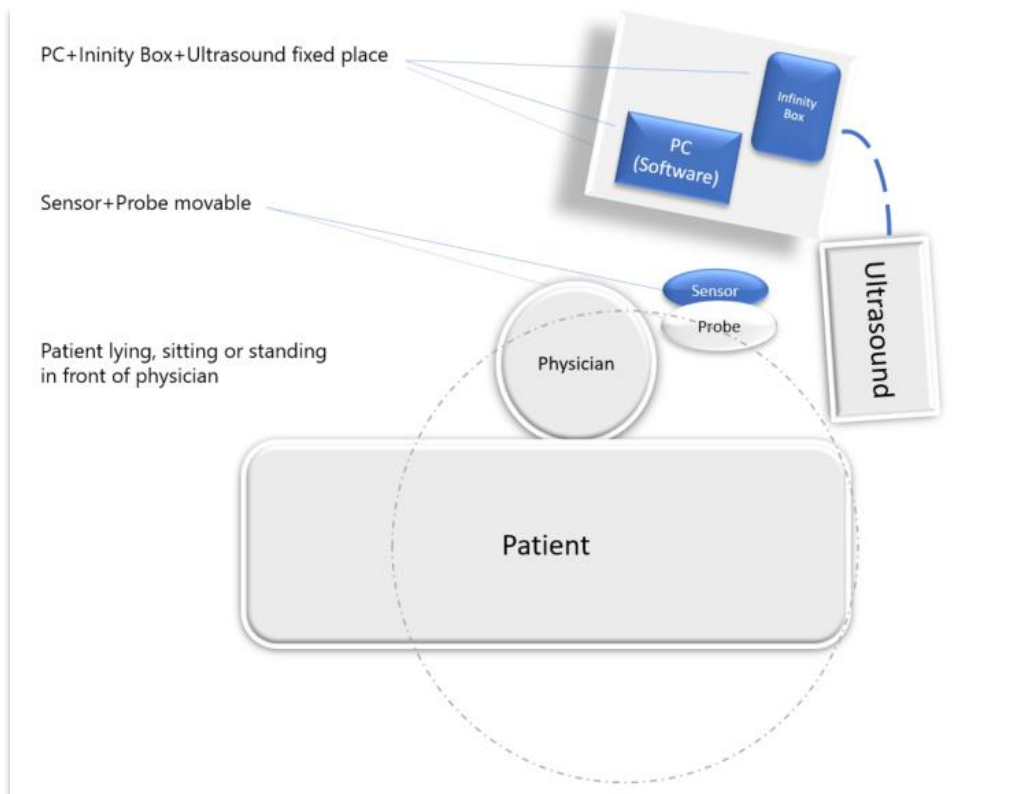 PC+Ininity Box+Ultrasound fixed place
Infinity
Box
PC
(Software)
Sensor+Probe movable
Sensor
Probe
Ultrasound
Patient lying, sitting or standing
in front of physician
Physician
Patient